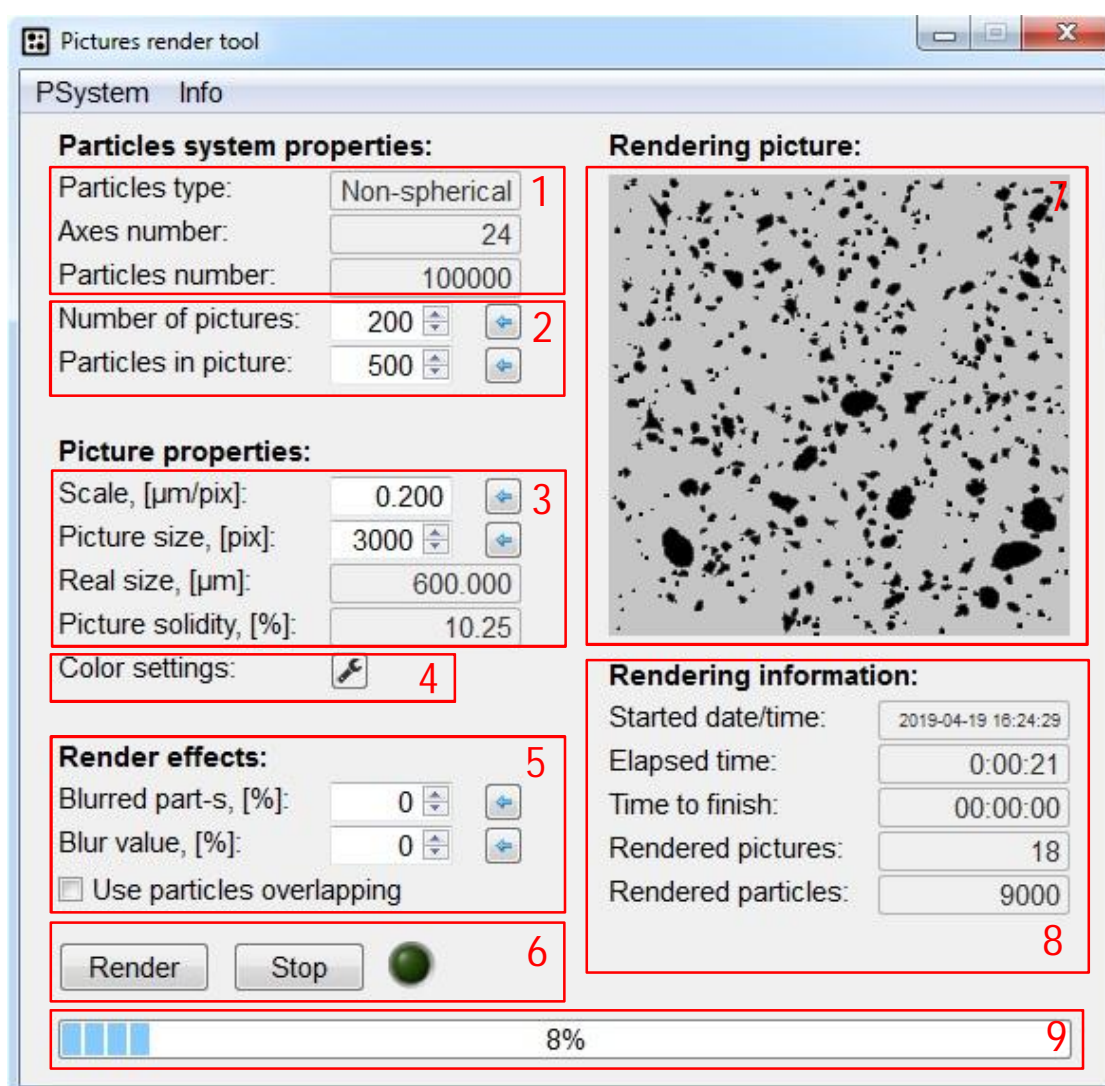 Pictures render tool
PSystem Info
Particles system properties:
Particles type: Non-spherical 1
Axes number: 24
Particles number: 100000
Number of pictures: 200 2
Particles in picture: 500
Picture properties:
Scale, [µm/pix]: 0.200 3
Picture size, [pix]: 3000
Real size, [µm]: 600.000
Picture solidity, [%]: 10.25
Color settings: 4
Render effects: 5
Blurred part-s, [%]: 0
Blur value, [%]: 0
Use particles overlapping
Render Stop 6
Rendering picture:
7
Rendering information:
Started date/time: 2019-04-19 16:24:29
Elapsed time: 0:00:21
Time to finish: 00:00:00
Rendered pictures: 18
Rendered particles: 9000
8
8% 9